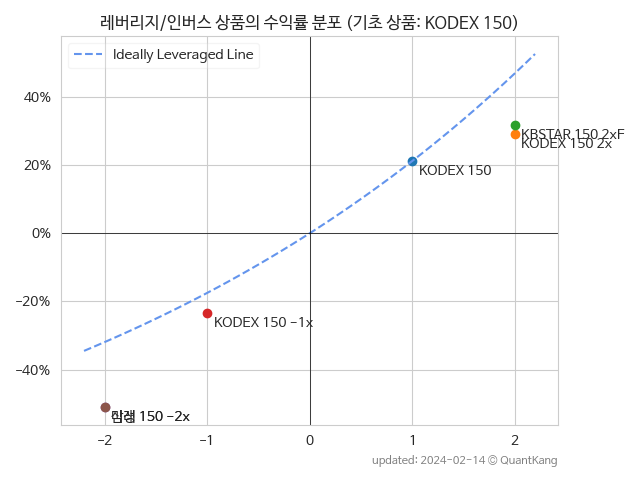 레버리지/인버스 상품의 수익률 분포 (기초 상품: KODEX 150)
Ideally Leveraged Line
40%
20%
0%
−20%
−40%
KBSTAR 150 2xF
KODEX 150 2x
KODEX 150
KODEX 150 −1x
150 −2x
−2
−1
0
1
2
updated: 2024-02-14 © QuantKang